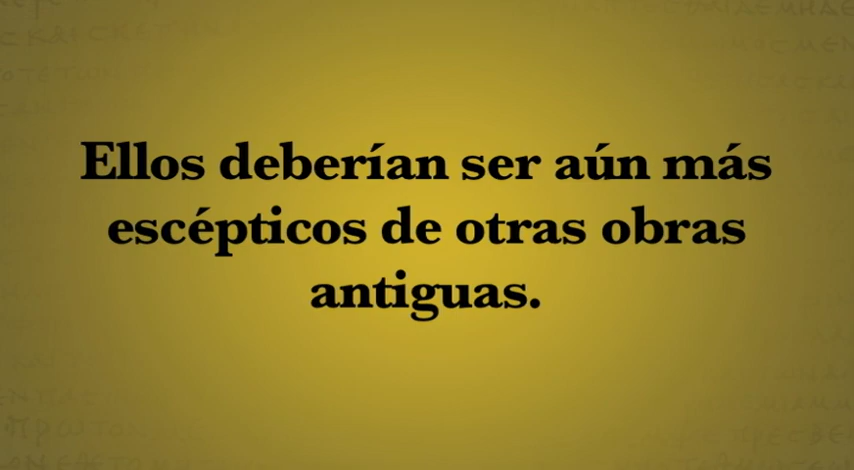 Ellos deberían ser aún más
escépticos de otras obras
antiguas.